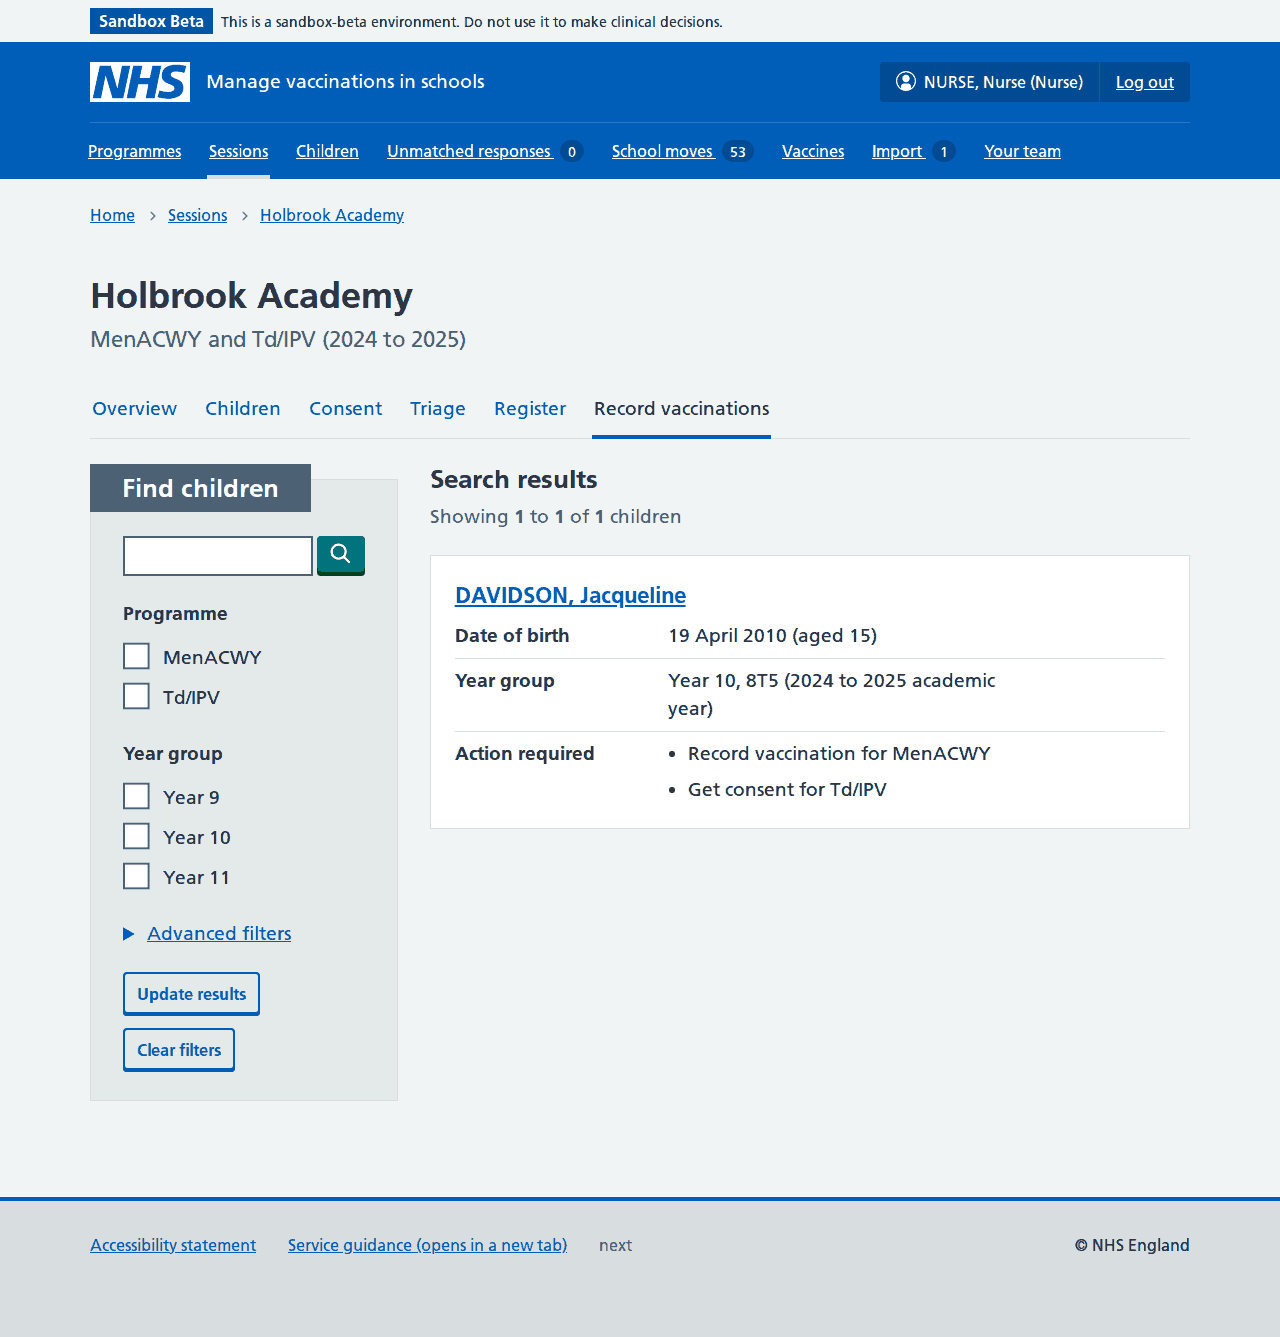 Sandbox Beta This is a sandbox-beta environment. Do not use it to make clinical decisions.
NHS Manage vaccinations in schools NURSE, Nurse (Nurse) Log out
Programmes Sessions Children Unmatched responses 0 School moves 53 Vaccines Import 1 Your team
Home Sessions Holbrook Academy
Holbrook Academy
MenACWY and Td/IPV (2024 to 2025)
Overview Children Consent Triage Register Record vaccinations
Find children
Programme
MenACWY
Td/IPV
Year group
Year 9
Year 10
Year 11
Advanced filters
Update results
Clear filters
Search results
Showing 1 to 1 of 1 children
DAVIDSON, Jacqueline
Date of birth 19 April 2010 (aged 15)
Year group Year 10, 8T5 (2024 to 2025 academic
year)
Action required • Record vaccination for MenACWY
• Get consent for Td/IPV
Accessibility statement Service guidance (opens in a new tab) next © NHS England